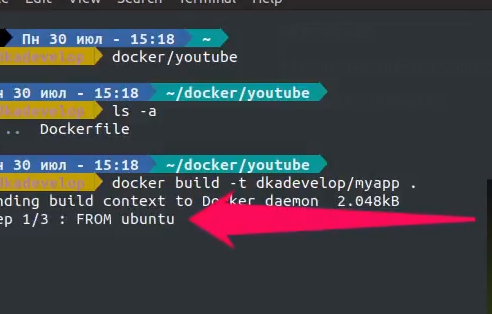 Edit View Search Terminal Help
Пн 30 июл - 15:18 ~
dkadevelop docker/youtube
30 июл - 15:18 ~/docker/youtube
dkadevelop ls -a
.. Dockerfile
30 июл - 15:18 ~/docker/youtube
dkadevelop docker build -t dkadevelop/myapp .
nding build context to Docker daemon 2.048kB
ep 1/3 : FROM ubuntu